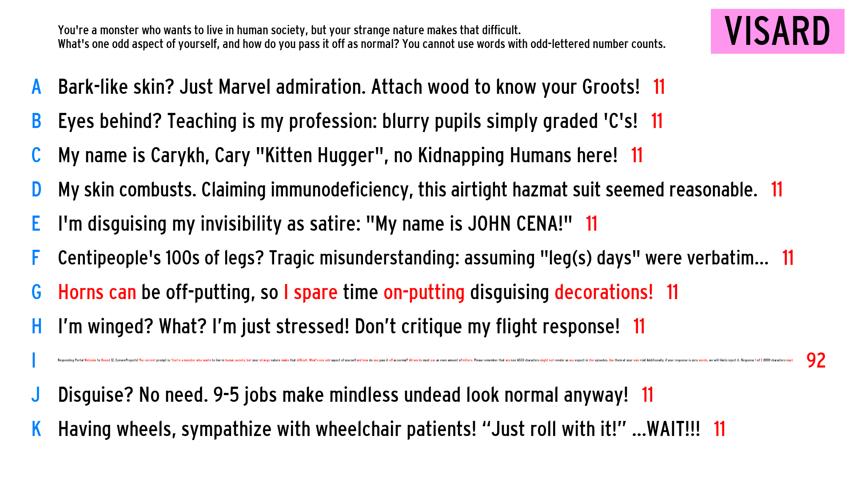 You're a monster who wants to live in human society, but your strange nature makes that difficult.
What's one odd aspect of yourself, and how do you pass it off as normal? You cannot use words with odd-lettered number counts.
VISARD
A Bark-like skin? Just Marvel admiration. Attach wood to know your Groots! 11
B Eyes behind? Teaching is my profession: blurry pupils simply graded 'C's! 11
C My name is Carykh, Cary "Kitten Hugger", no Kidnapping Humans here! 11
D My skin combusts. Claiming immunodeficiency, this airtight hazmat suit seemed reasonable. 11
E I'm disguising my invisibility as satire: "My name is JOHN CENA!" 11
F Centipeople's 100s of legs? Tragic misunderstanding: assuming "leg(s) days" were verbatim... 11
G Horns can be off-putting, so I spare time on-putting disguising decorations! 11
H I’m winged? What? I’m just stressed! Don’t critique my flight response! 11
I 92
J Disguise? No need. 9-5 jobs make mindless undead look normal anyway! 11
K Having wheels, sympathize with wheelchair patients! “Just roll with it!” ...WAIT!!! 11